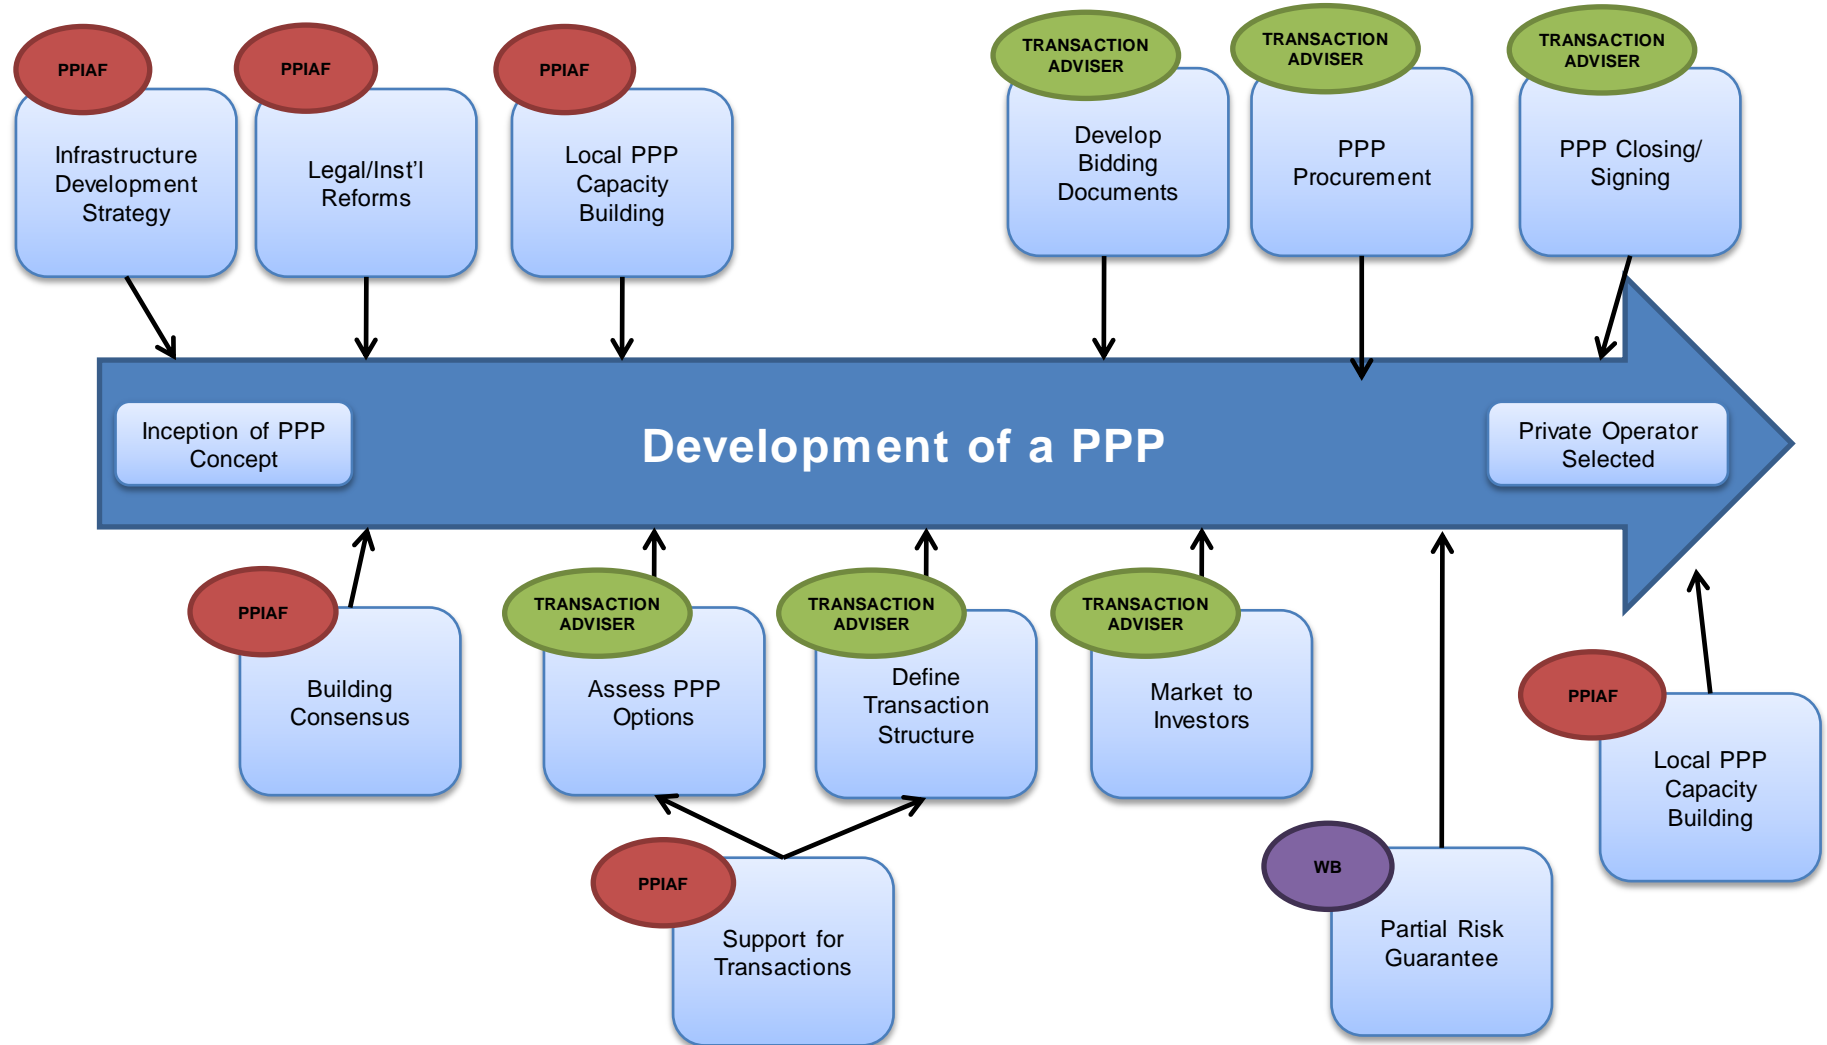 PPIAF
Infrastructure
Development
Strategy
PPIAF
Legal/Inst’l
Reforms
PPIAF
Local PPP
Capacity
Building
TRANSACTION
ADVISER
Develop
Bidding
Documents
TRANSACTION
ADVISER
PPP
Procurement
TRANSACTION
ADVISER
PPP Closing/
Signing
Inception of PPP
Concept
Development of a PPP
Private Operator
Selected
PPIAF
Building
Consensus
TRANSACTION
ADVISER
Assess PPP
Options
TRANSACTION
ADVISER
Define
Transaction
Structure
TRANSACTION
ADVISER
Market to
Investors
PPIAF
Local PPP
Capacity
Building
PPIAF
Support for
Transactions
WB
Partial Risk
Guarantee